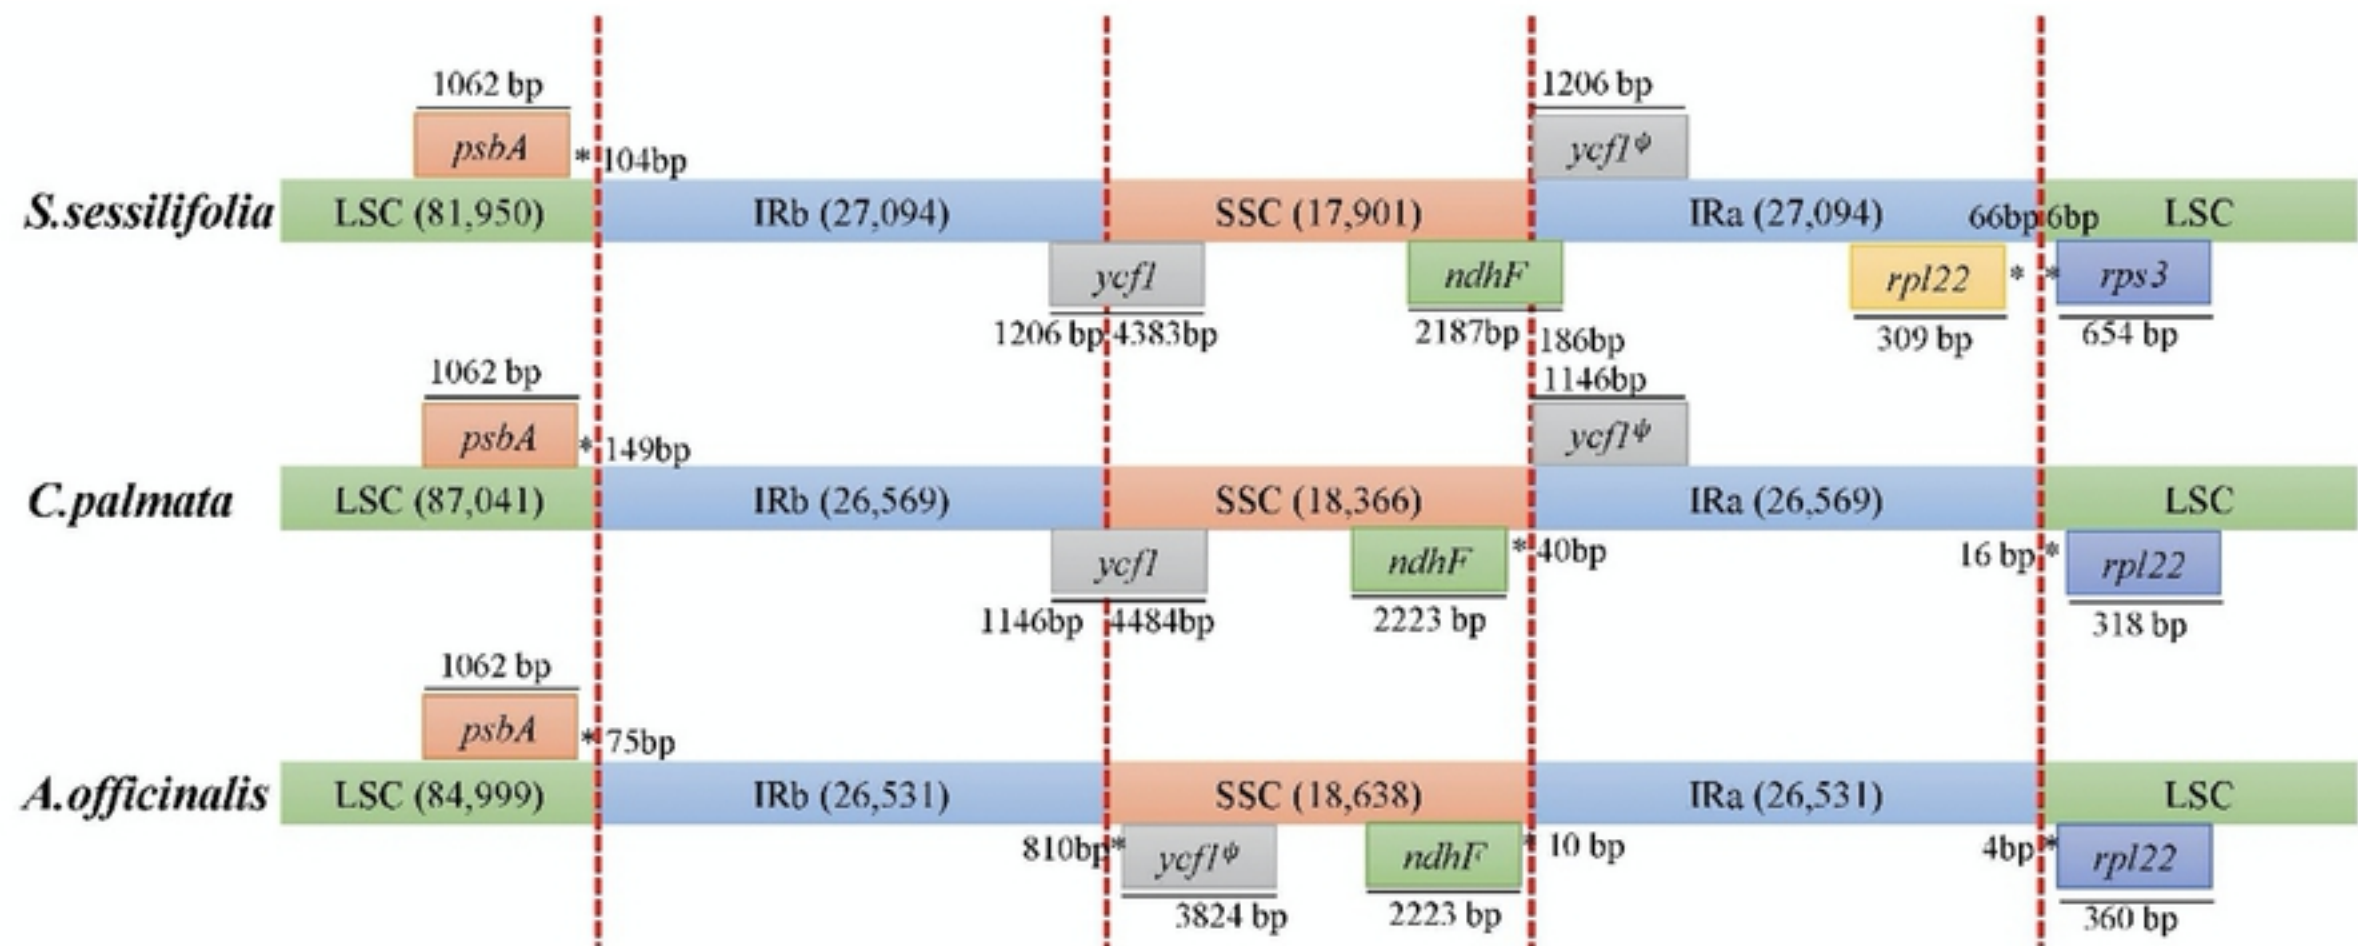 1062 bp 1206 bp
psbA * 104bp ycf1ψ
S.sessilifolia LSC (81,950) IRb (27,094) SSC (17,901) IRa (27,094) 66bp 6bp LSC
ycf1 ndhF rpl22 * * rps3
1206 bp 4383bp 2187bp 186bp 309 bp 654 bp
1062 bp 1146bp
psbA * 149bp ycf1ψ
C.palmata LSC (87,041) IRb (26,569) SSC (18,366) IRa (26,569) LSC
ycf1 ndhF * 40bp 16 bp * rpl22
1146bp 4484bp 2223 bp 318 bp
1062 bp
psbA * 75bp
A.officinalis LSC (84,999) IRb (26,531) SSC (18,638) IRa (26,531) LSC
810bp * ycf1ψ ndhF * 10 bp 4bp * rpl22
3824 bp 2223 bp 360 bp